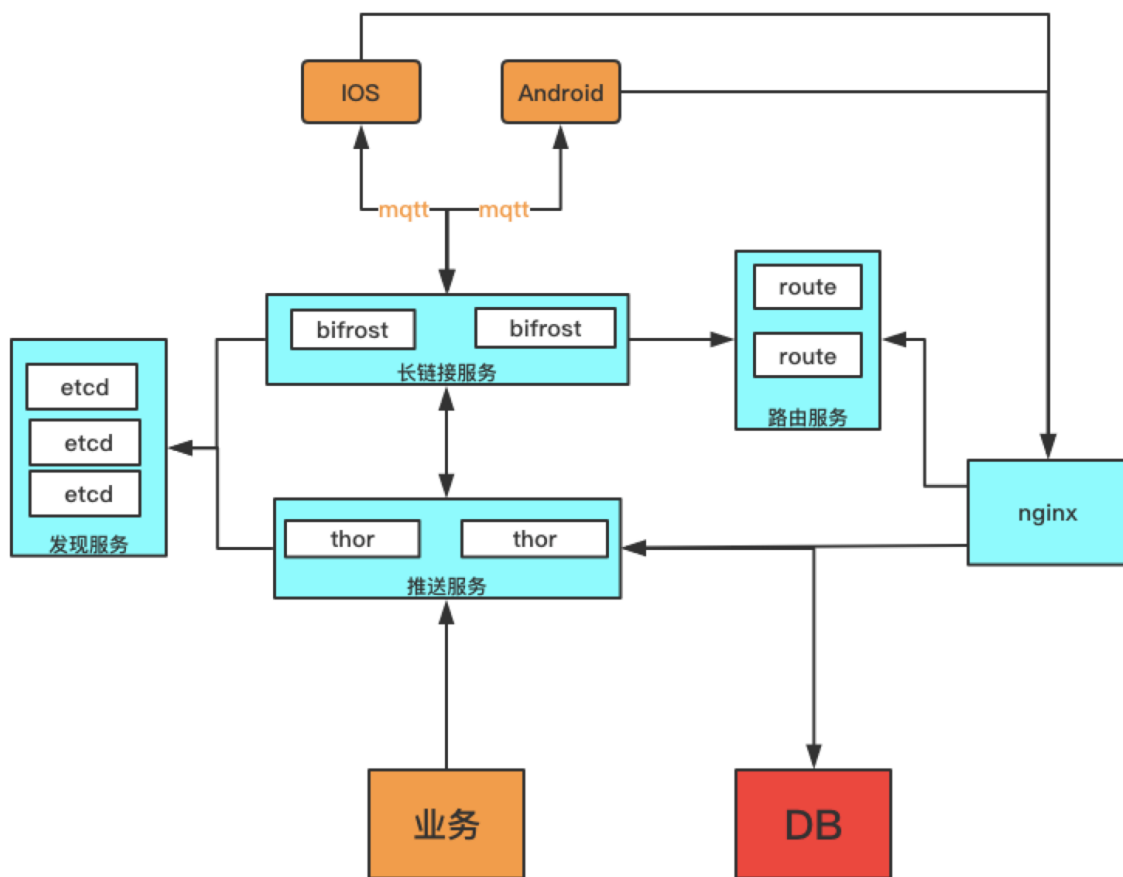 IOS
Android
mqtt
mqtt
bifrost
bifrost
长链接服务
route
route
路由服务
etcd
etcd
etcd
发现服务
thor
thor
推送服务
nginx
业务
DB